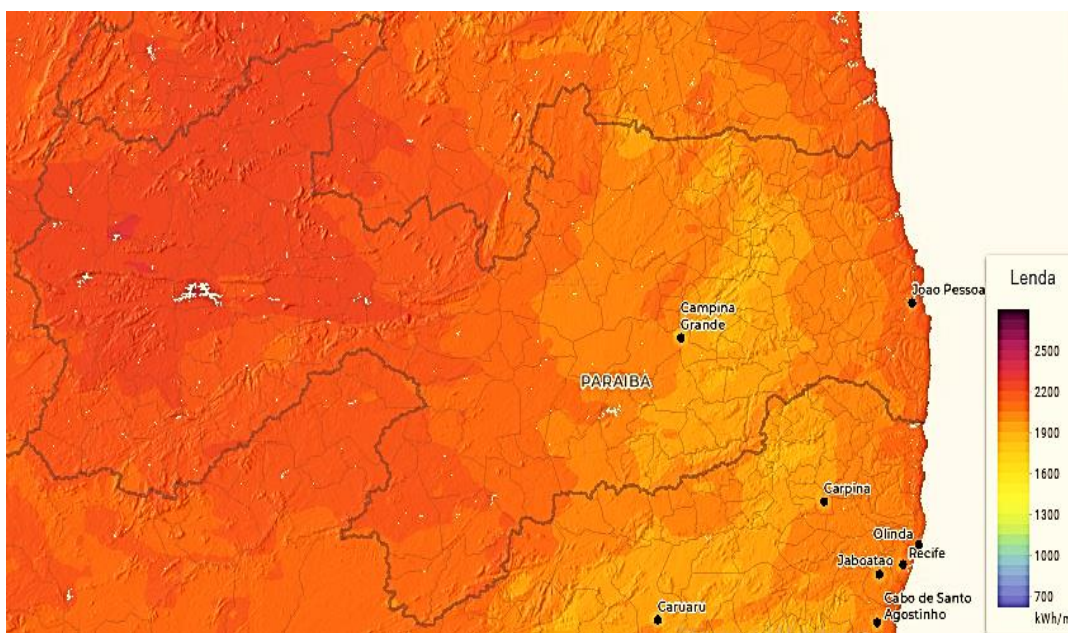 Lenda
Joao Pessoa
Campina
Grande
2500
PARAIBA
2200
1900
1600
Carpina
1300
Olinda
Recife
Jaboatao
1000
Cabo de Santo
Agostinho
700
Caruaru
kWh/m